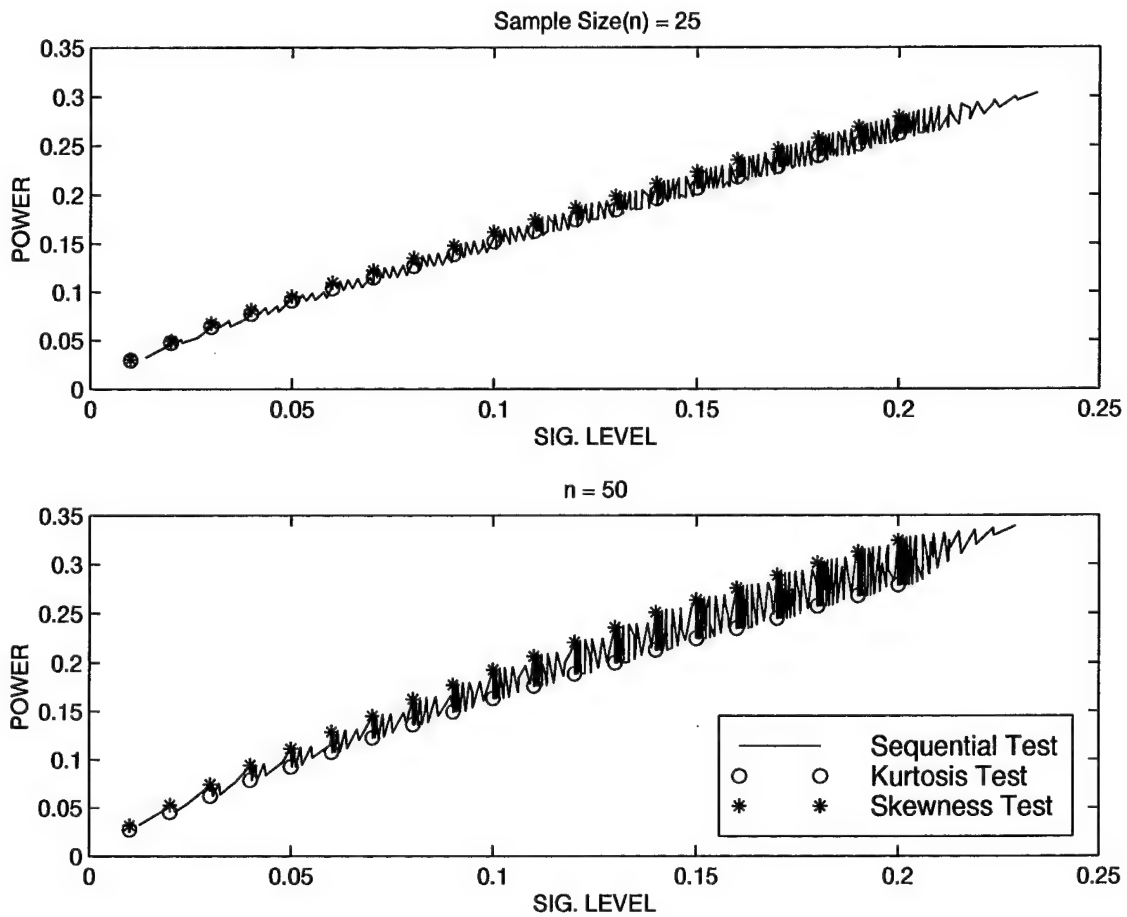 Sample Size(n) = 25
0.35
0.3
0.25
0.2
0.15
0.1
0.05
0
POWER
0 0.05 0.1 0.15 0.2 0.25
SIG. LEVEL
n = 50
0.35
0.3
0.25
0.2
0.15
0.1
0.05
0
POWER
Sequential Test
Kurtosis Test
Skewness Test
0 0.05 0.1 0.15 0.2 0.25
SIG. LEVEL